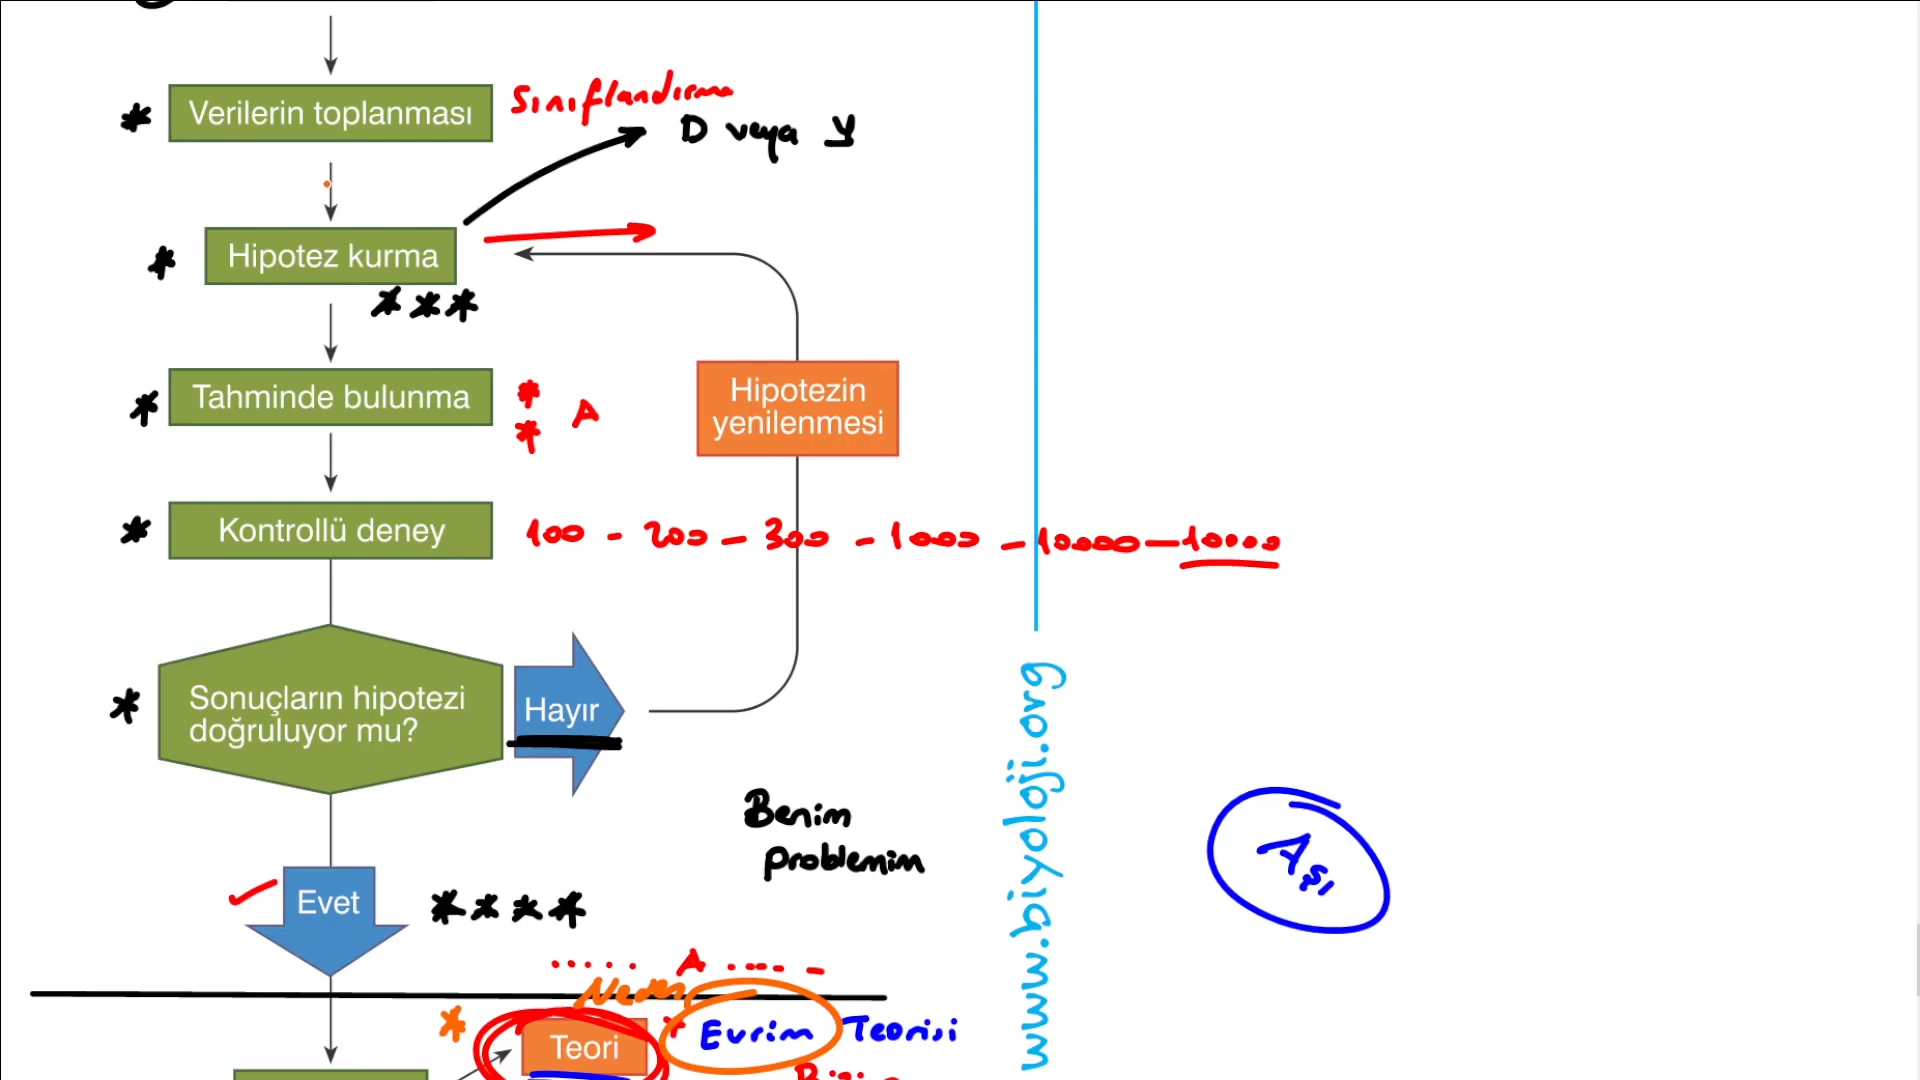 Verilerin toplanması
Sınıflandırma
D veya Y
Hipotez kurma
Tahminde bulunma
A
Hipotezin
yenilenmesi
Kontrollü deney
100 - 200 - 300 - 1000 - 10000 - 10000
Sonuçların hipotezi
doğruluyor mu?
Hayır
Benim
problemim
Evet
A
Neden
Teori
Evrim Teorisi
www.biyoloji.org
Aşı